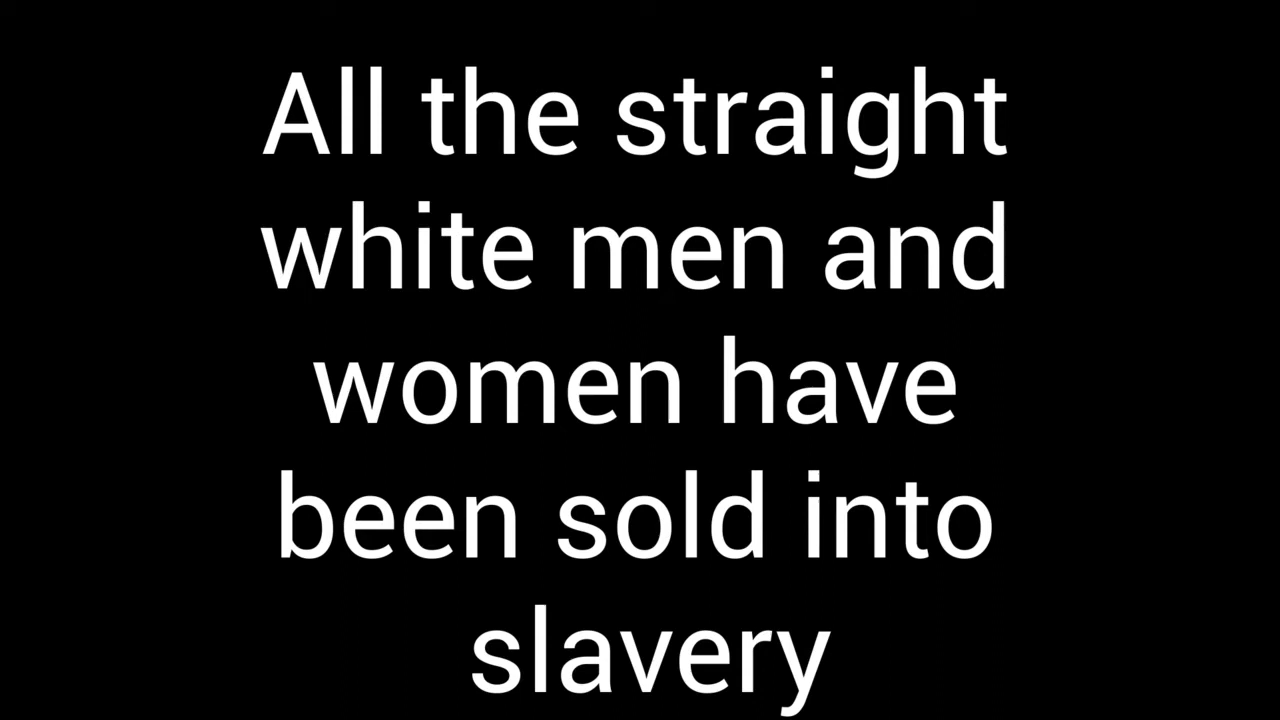 All the straight
white men and
women have
been sold into
slavery